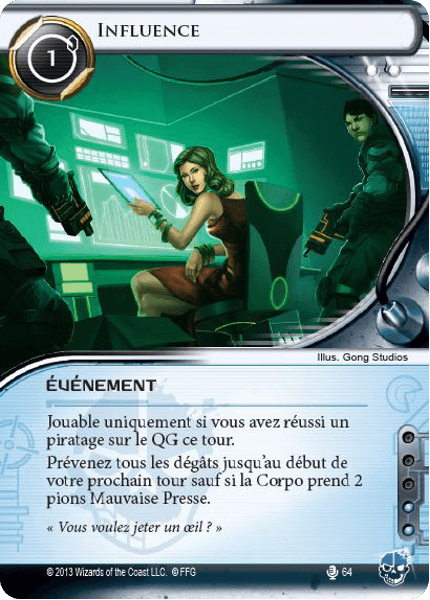 INFLUENCE
1
Illus. Gong Studios
ÉVÉNEMENT
Jouable uniquement si vous avez réussi un
piratage sur le QG ce tour.
Prévenez tous les dégâts jusqu'au début de
votre prochain tour sauf si la Corpo prend 2
pions Mauvaise Presse.
« Vous voulez jeter un œil ? »
© 2013 Wizards of the Coast LLC. © FFG 64